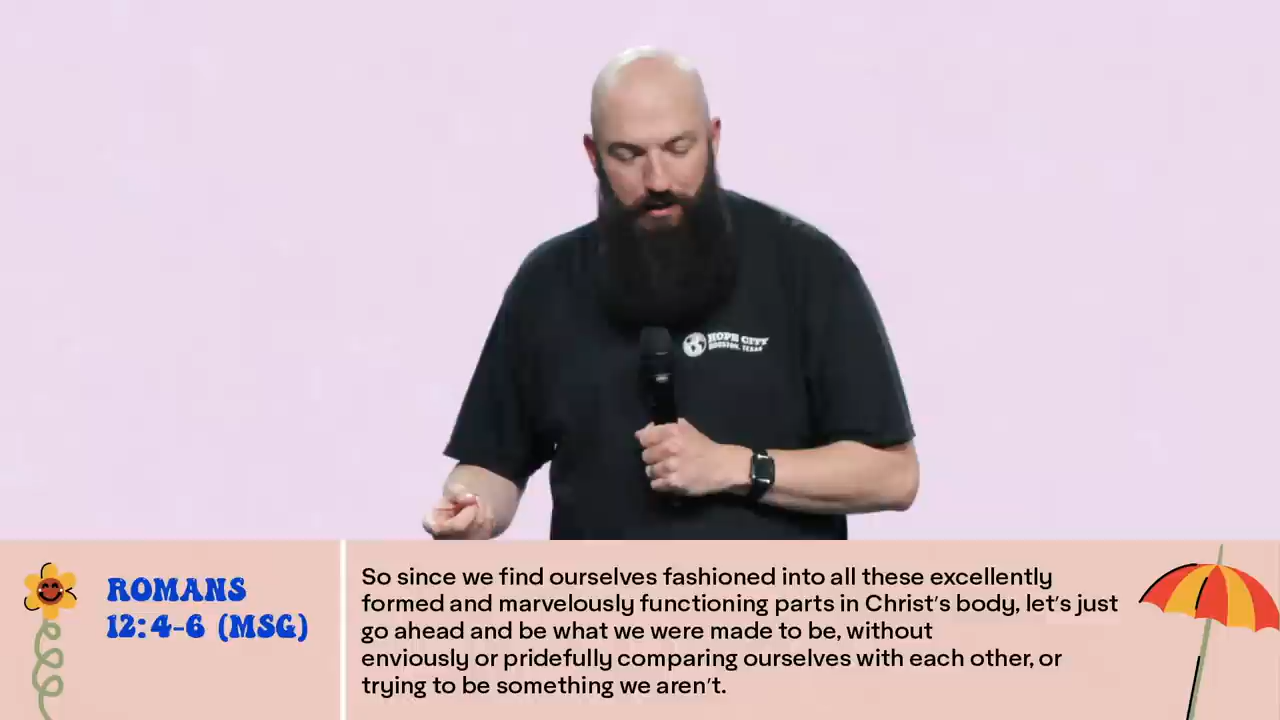 HOPE CITY
HOUSTON, TEXAS
ROMANS
12:4-6 (MSG)
So since we find ourselves fashioned into all these excellently
formed and marvelously functioning parts in Christ's body, let's just
go ahead and be what we were made to be, without
enviously or pridefully comparing ourselves with each other, or
trying to be something we aren't.